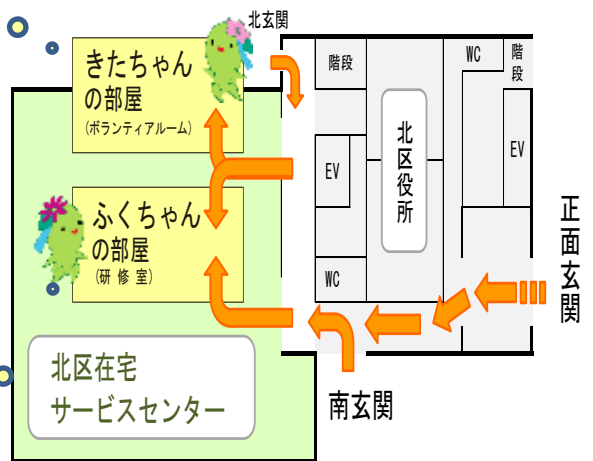 北玄関
きたちゃん
の部屋
(ボランティアルーム)
階段
WC
階段
北区役所
EV
EV
ふくちゃん
の部屋
(研修室)
WC
正面玄関
北区在宅
サービスセンター
南玄関